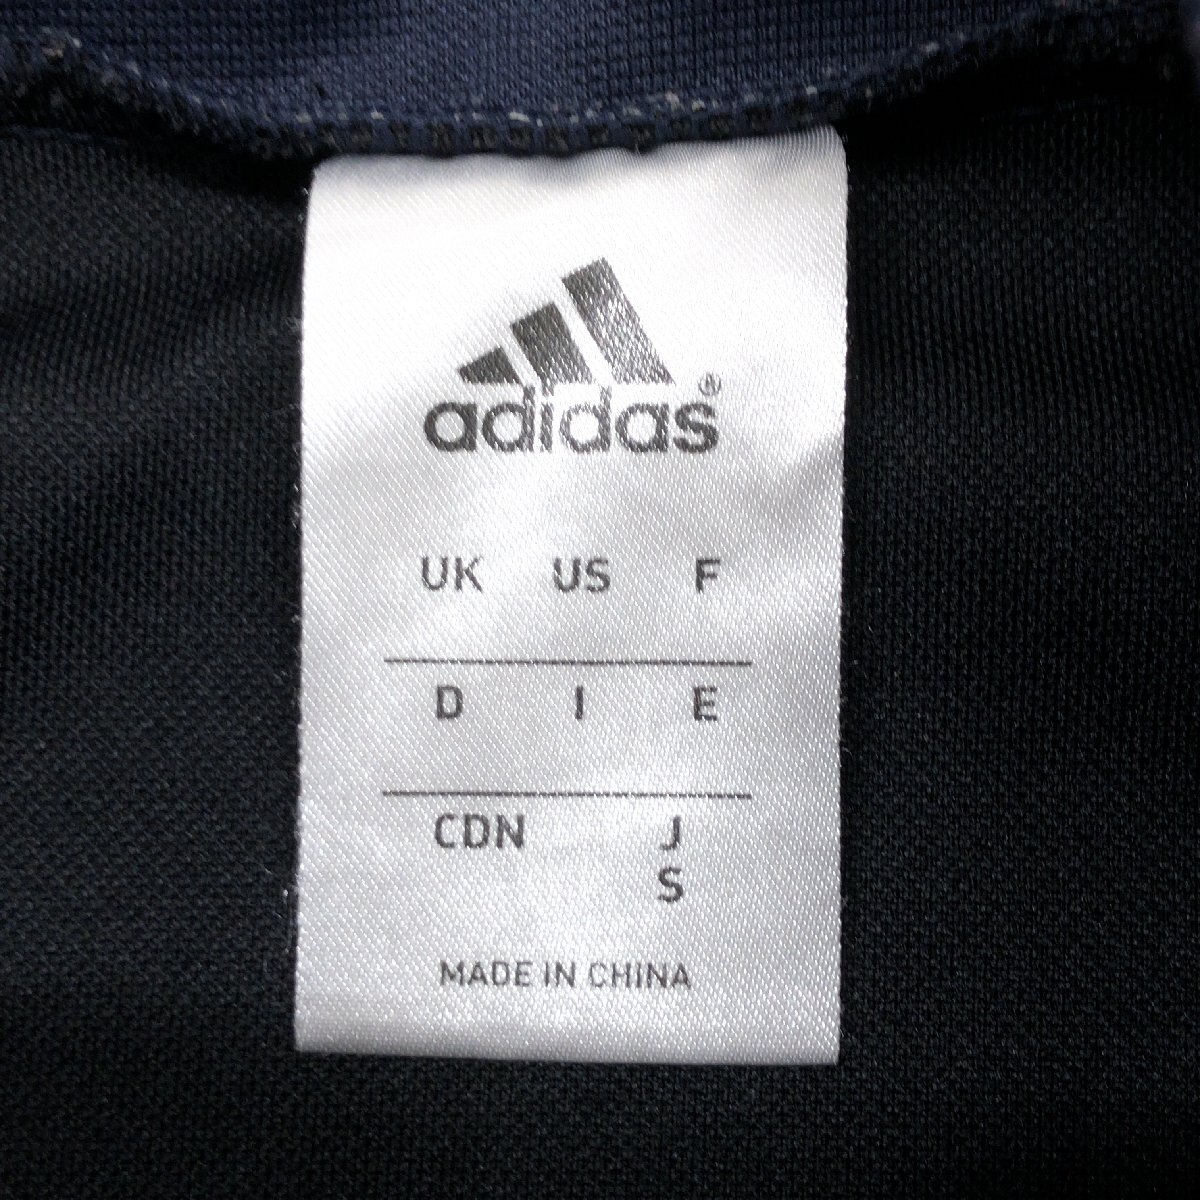 adidas®
UK US F
D I E
CDN J
S
MADE IN CHINA